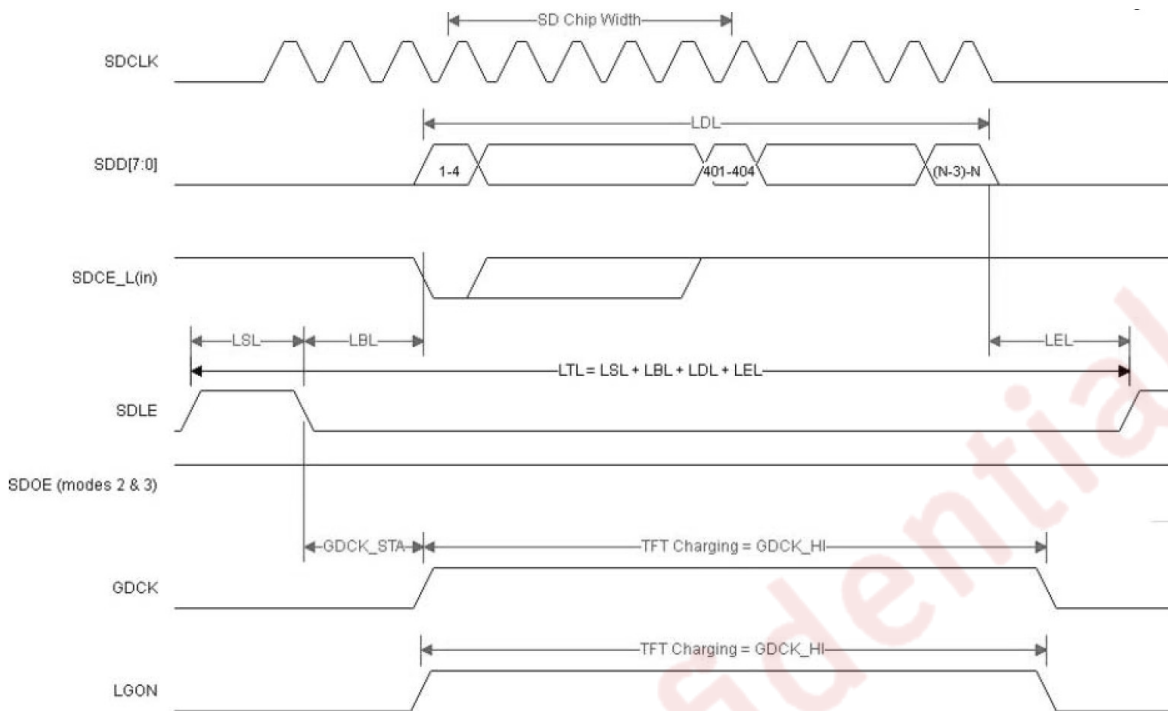 SD Chip Width
SDCLK
LDL
SDD[7:0]
1-4
401-404
(N-3)-N
SDCE_L(in)
LSL
LBL
LEL
LTL = LSL + LBL + LDL + LEL
SDLE
SDOE (modes 2 & 3)
GDCK_STA
TFT Charging = GDCK_HI
GDCK
TFT Charging = GDCK_HI
LGON
fidential